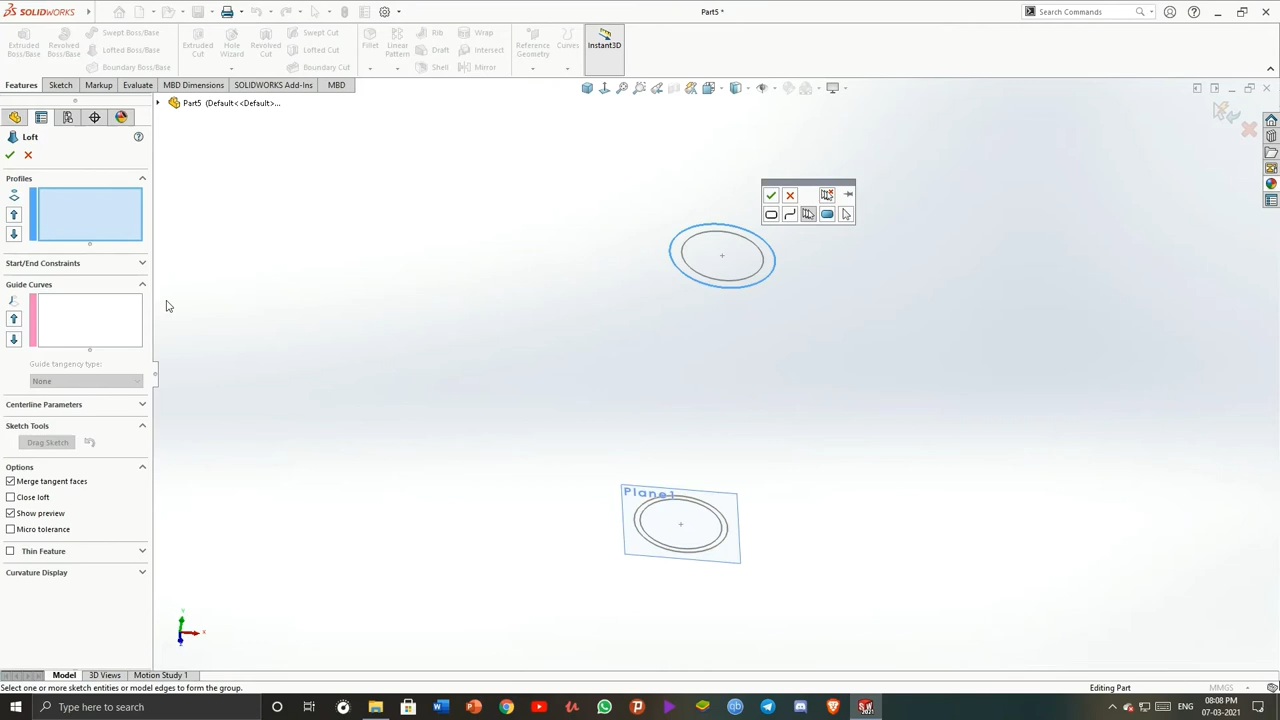 SOLIDWORKS
Part5 *
Search Commands
Extruded Boss/Base
Revolved Boss/Base
Swept Boss/Base
Lofted Boss/Base
Boundary Boss/Base
Extruded Cut
Hole Wizard
Revolved Cut
Swept Cut
Lofted Cut
Boundary Cut
Fillet
Linear Pattern
Rib
Draft
Shell
Wrap
Intersect
Mirror
Reference Geometry
Curves
Instant3D
Features
Sketch
Markup
Evaluate
MBD Dimensions
SOLIDWORKS Add-Ins
MBD
Part5 (Default<<Default>...
Loft
Profiles
Start/End Constraints
Guide Curves
Guide tangency type:
None
Centerline Parameters
Sketch Tools
Drag Sketch
Options
Merge tangent faces
Close loft
Show preview
Micro tolerance
Thin Feature
Curvature Display
Plane1
Y
X
Z
Model
3D Views
Motion Study 1
Select one or more sketch entities or model edges to form the group.
Editing Part
MMGS
Type here to search
ENG
08:08 PM
07-03-2021